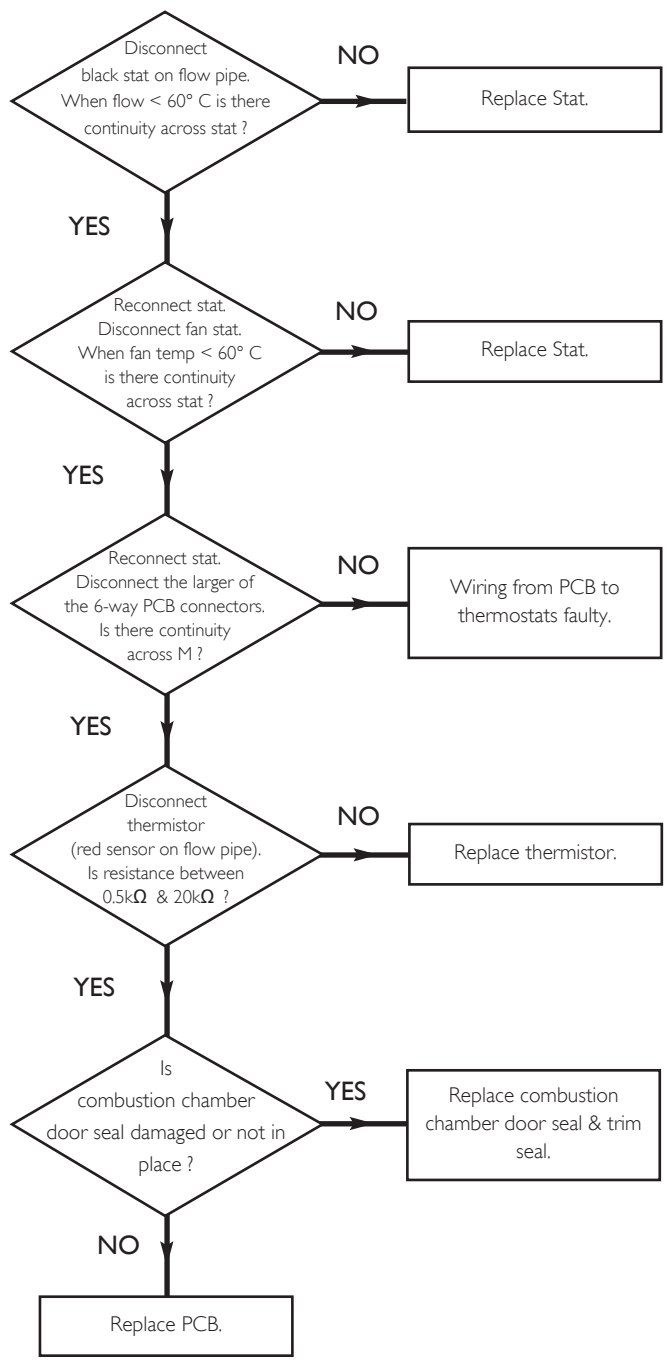 Disconnect
black stat on flow pipe.
When flow < 60° C is there
continuity across stat ?
NO
Replace Stat.
YES
Reconnect stat.
Disconnect fan stat.
When fan temp < 60° C
is there continuity
across stat ?
NO
Replace Stat.
YES
Reconnect stat.
Disconnect the larger of
the 6-way PCB connectors.
Is there continuity
across M ?
NO
Wiring from PCB to
thermostats faulty.
YES
Disconnect
thermistor
(red sensor on flow pipe).
Is resistance between
0.5kΩ & 20kΩ ?
NO
Replace thermistor.
YES
Is
combustion chamber
door seal damaged or not in
place ?
YES
Replace combustion
chamber door seal & trim
seal.
NO
Replace PCB.